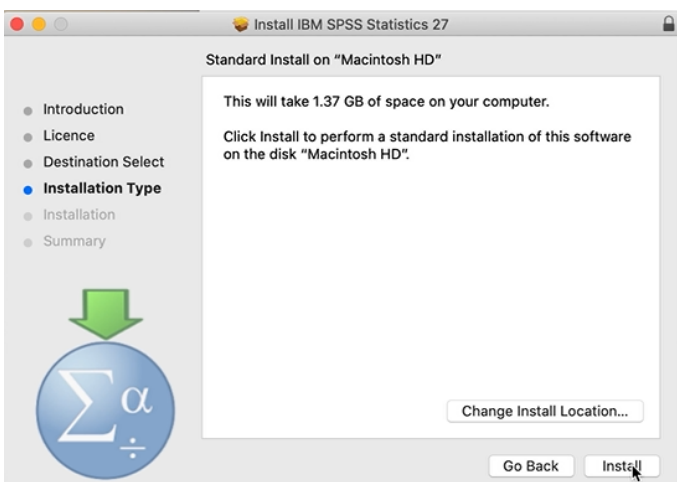 Install IBM SPSS Statistics 27
Standard Install on “Macintosh HD”
Introduction
Licence
Destination Select
Installation Type
Installation
Summary
This will take 1.37 GB of space on your computer.
Click Install to perform a standard installation of this software
on the disk “Macintosh HD”.
Σα
÷
Change Install Location...
Go Back
Install